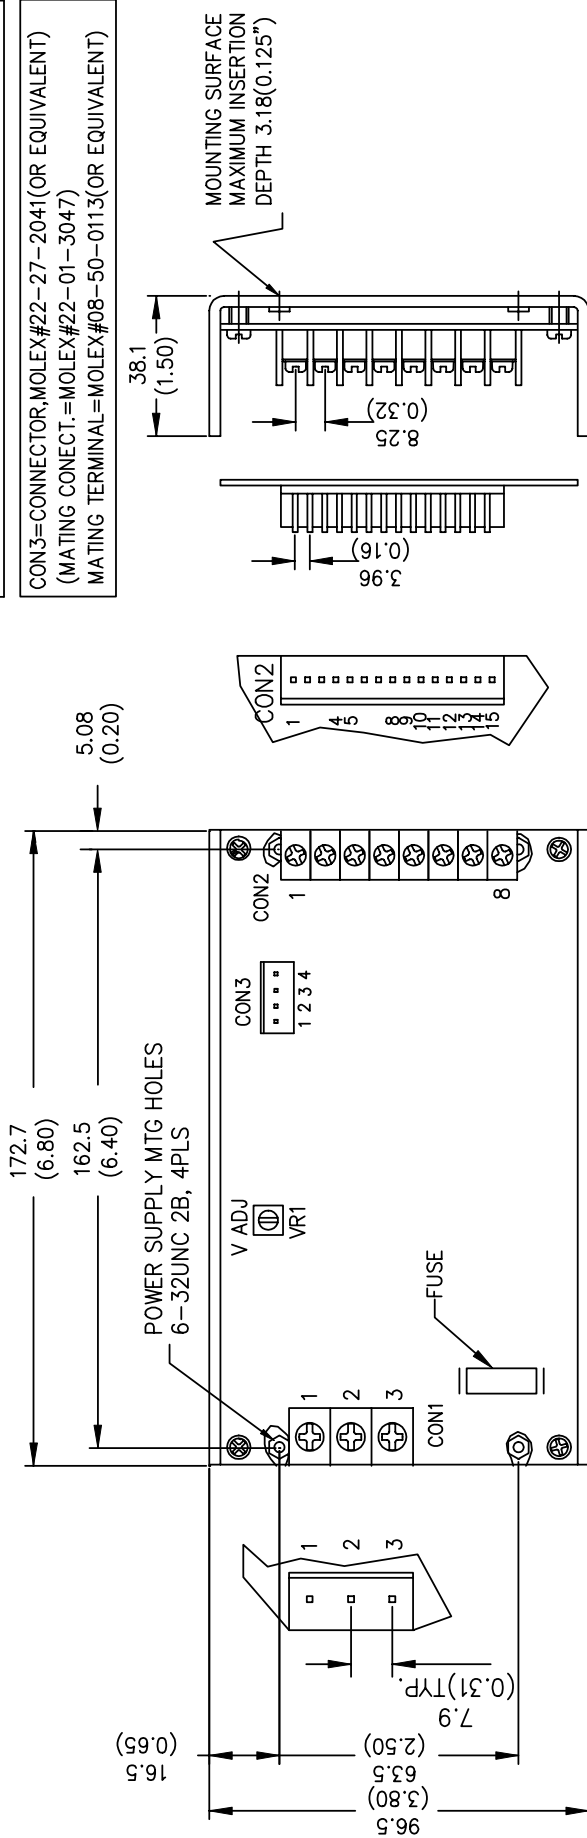 CON3=CONNECTOR,MOLEX#22-27-2041(OR EQUIVALENT)
(MATING CONECT.=MOLEX#22-01-3047)
MATING TERMINAL=MOLEX#08-50-0113(OR EQUIVALENT)
MOUNTING SURFACE
MAXIMUM INSERTION
DEPTH 3.18(0.125")
38.1
(1.50)
8.25
(0.32)
3.96
(0.16)
CON2
1
4
5
8
9
10
11
12
13
14
15
5.08
(0.20)
172.7
(6.80)
162.5
(6.40)
POWER SUPPLY MTG HOLES
6-32UNC 2B, 4PLS
CON2
1
8
CON3
1 2 3 4
V ADJ
VR1
FUSE
1
2
3
CON1
1
2
3
7.9
(0.31)TYP.
16.5
(0.65)
63.5
(2.50)
96.5
(3.80)